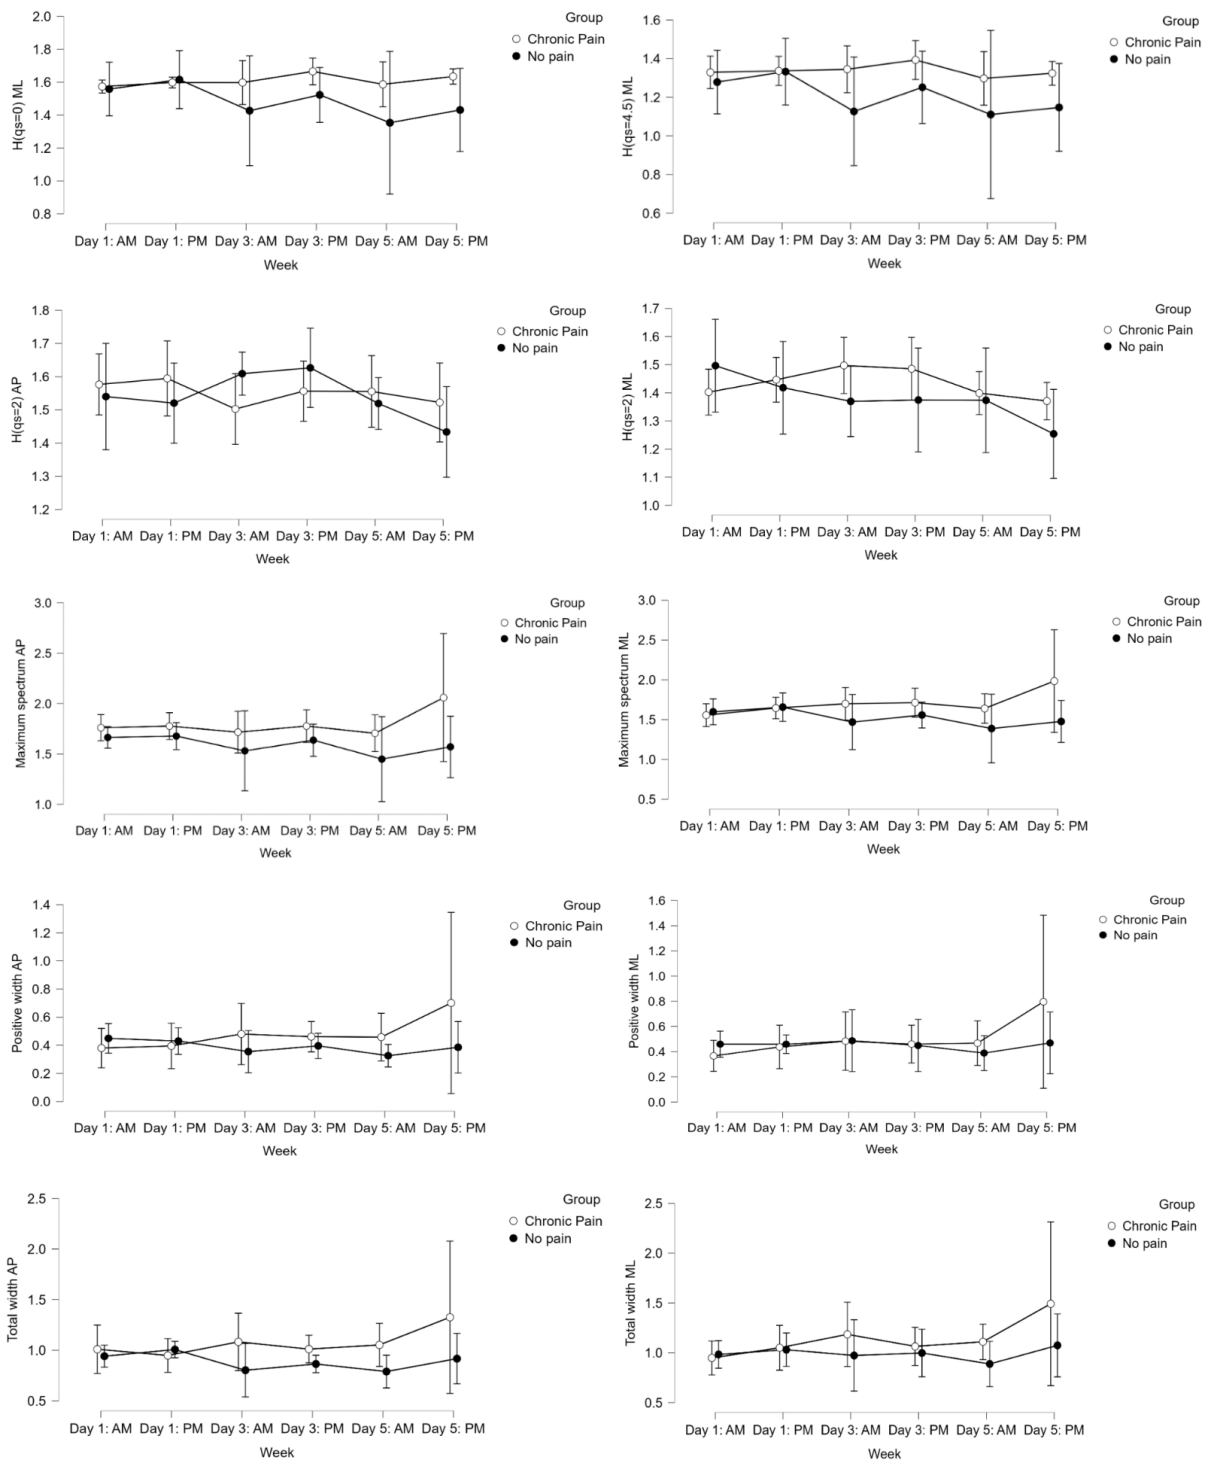 H(qs=0) ML
2.0
1.8
1.6
1.4
1.2
1.0
0.8
Group
Chronic Pain
No pain
Day 1: AM Day 1: PM Day 3: AM Day 3: PM Day 5: AM Day 5: PM
Week
H(qs=4.5) ML
1.6
1.4
1.2
1.0
0.8
0.6
Group
Chronic Pain
No pain
Day 1: AM Day 1: PM Day 3: AM Day 3: PM Day 5: AM Day 5: PM
Week
H(qs=2) AP
1.8
1.7
1.6
1.5
1.4
1.3
1.2
Group
Chronic Pain
No pain
Day 1: AM Day 1: PM Day 3: AM Day 3: PM Day 5: AM Day 5: PM
Week
H(qs=2) ML
1.7
1.6
1.5
1.4
1.3
1.2
1.1
1.0
Group
Chronic Pain
No pain
Day 1: AM Day 1: PM Day 3: AM Day 3: PM Day 5: AM Day 5: PM
Week
Maximum spectrum AP
3.0
2.5
2.0
1.5
1.0
Group
Chronic Pain
No pain
Day 1: AM Day 1: PM Day 3: AM Day 3: PM Day 5: AM Day 5: PM
Week
Maximum spectrum ML
3.0
2.5
2.0
1.5
1.0
0.5
Group
Chronic Pain
No pain
Day 1: AM Day 1: PM Day 3: AM Day 3: PM Day 5: AM Day 5: PM
Week
Positive width AP
1.4
1.2
1.0
0.8
0.6
0.4
0.2
0.0
Group
Chronic Pain
No pain
Day 1: AM Day 1: PM Day 3: AM Day 3: PM Day 5: AM Day 5: PM
Week
Positive width ML
1.6
1.4
1.2
1.0
0.8
0.6
0.4
0.2
0.0
Group
Chronic Pain
No pain
Day 1: AM Day 1: PM Day 3: AM Day 3: PM Day 5: AM Day 5: PM
Week
Total width AP
2.5
2.0
1.5
1.0
0.5
Group
Chronic Pain
No pain
Day 1: AM Day 1: PM Day 3: AM Day 3: PM Day 5: AM Day 5: PM
Week
Total width ML
2.5
2.0
1.5
1.0
0.5
Group
Chronic Pain
No pain
Day 1: AM Day 1: PM Day 3: AM Day 3: PM Day 5: AM Day 5: PM
Week